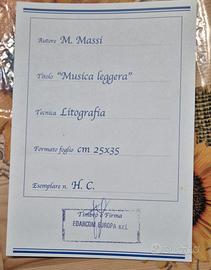 Autore M. Massi
Titolo "Musica leggera"
Tecnica Litografia
Formato foglio cm 25x35
Esemplare n. H. C.
Timbro e Firma
EDARCOM EUROPA s.r.l.